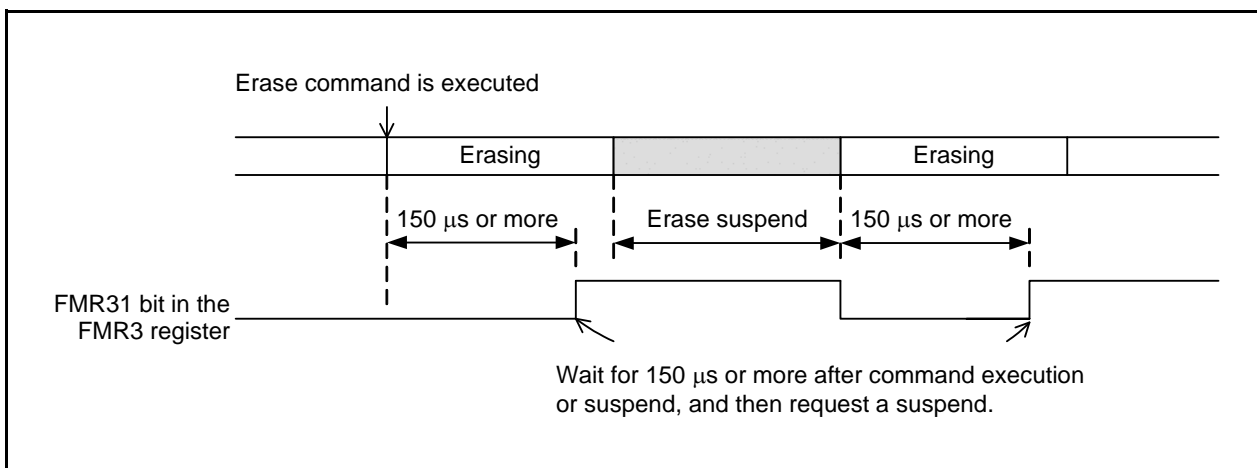 Erase command is executed
Erasing
Erasing
150 μs or more
Erase suspend
150 μs or more
FMR31 bit in the
FMR3 register
Wait for 150 μs or more after command execution
or suspend, and then request a suspend.